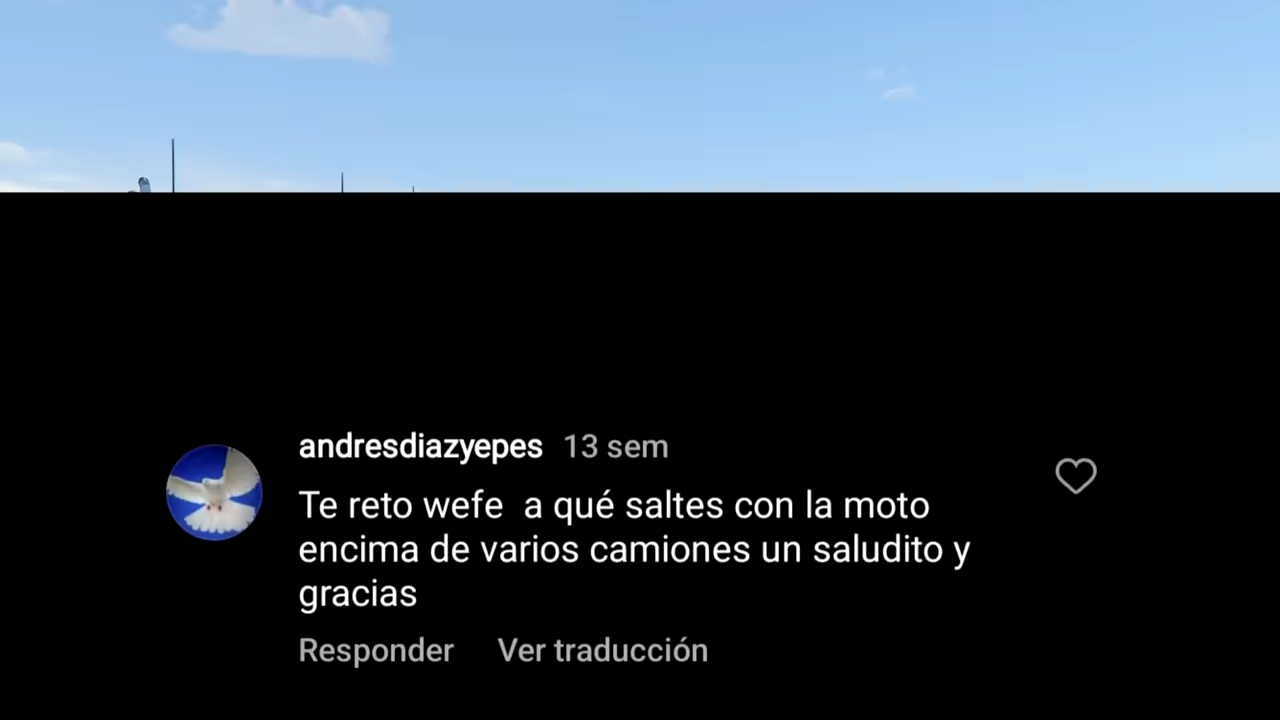 andresdiazyepes 13 sem
Te reto wefe a qué saltes con la moto
encima de varios camiones un saludito y
gracias
Responder Ver traducción